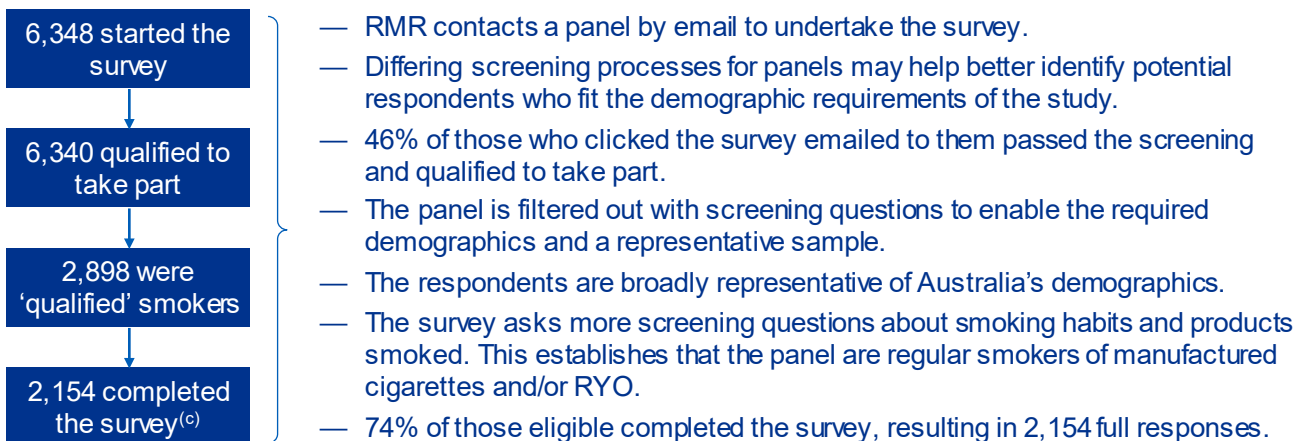 6,348 started the
survey
6,340 qualified to
take part
2,898 were
‘qualified’ smokers
2,154 completed
the survey(c)
— RMR contacts a panel by email to undertake the survey.
— Differing screening processes for panels may help better identify potential
respondents who fit the demographic requirements of the study.
— 46% of those who clicked the survey emailed to them passed the screening
and qualified to take part.
— The panel is filtered out with screening questions to enable the required
demographics and a representative sample.
— The respondents are broadly representative of Australia’s demographics.
— The survey asks more screening questions about smoking habits and products
smoked. This establishes that the panel are regular smokers of manufactured
cigarettes and/or RYO.
— 74% of those eligible completed the survey, resulting in 2,154 full responses.